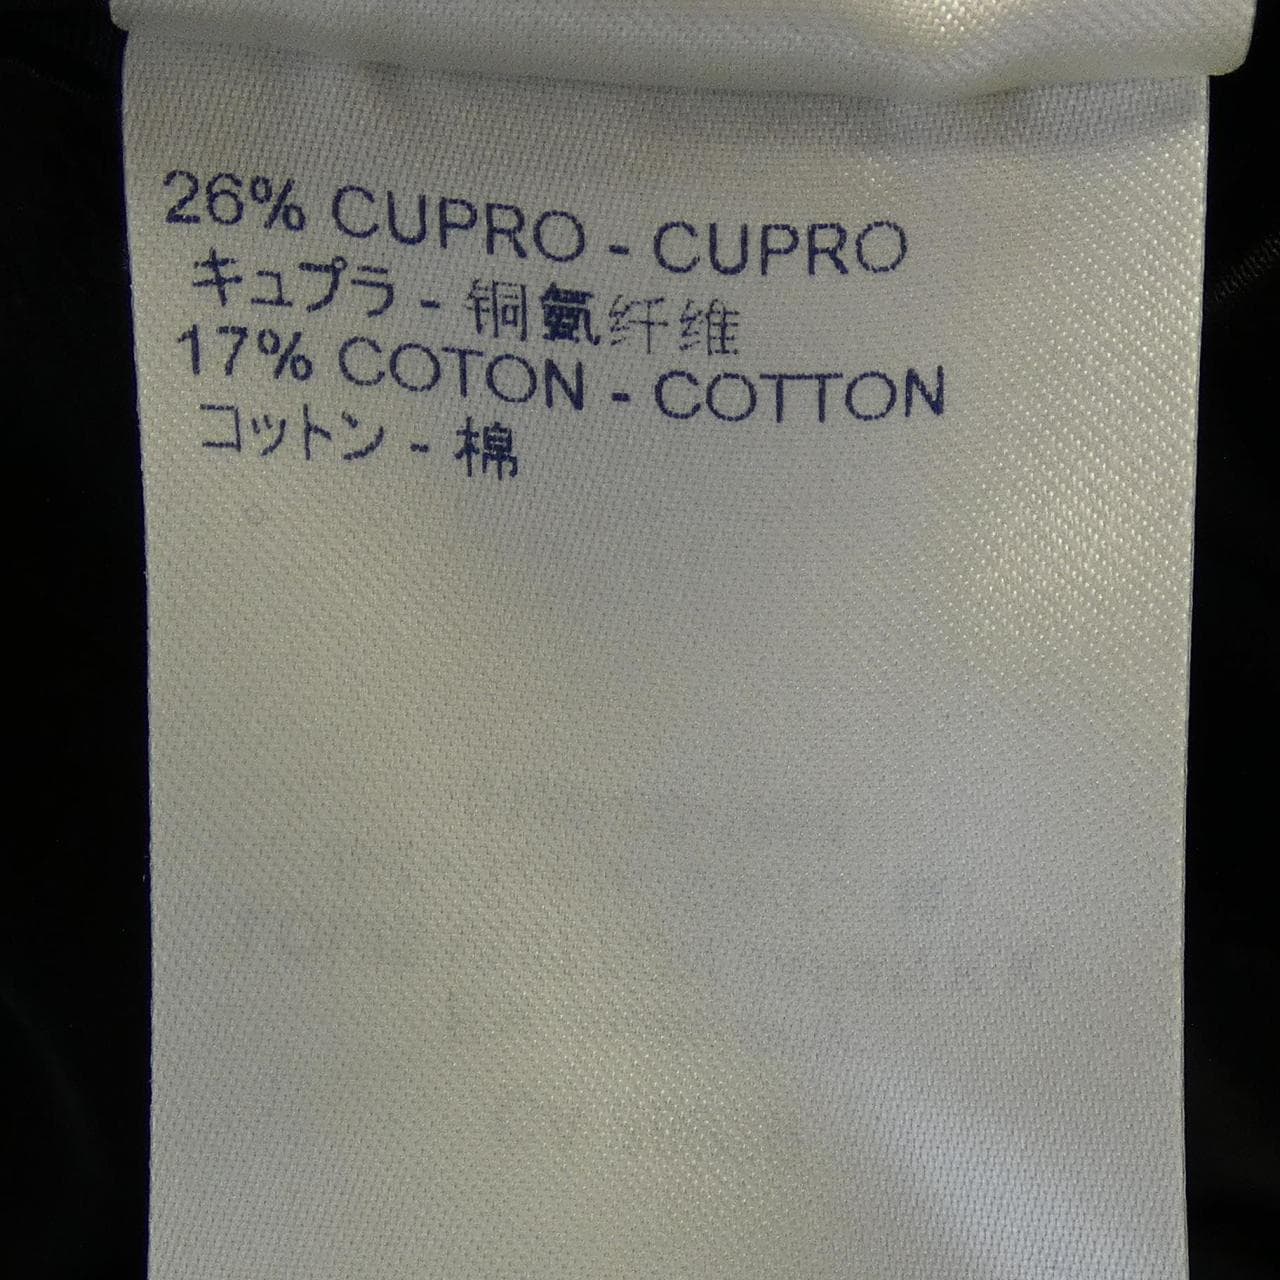 26% CUPRO - CUPRO
キュプラ - 铜氨纤维
17% COTON - COTTON
コットン - 棉